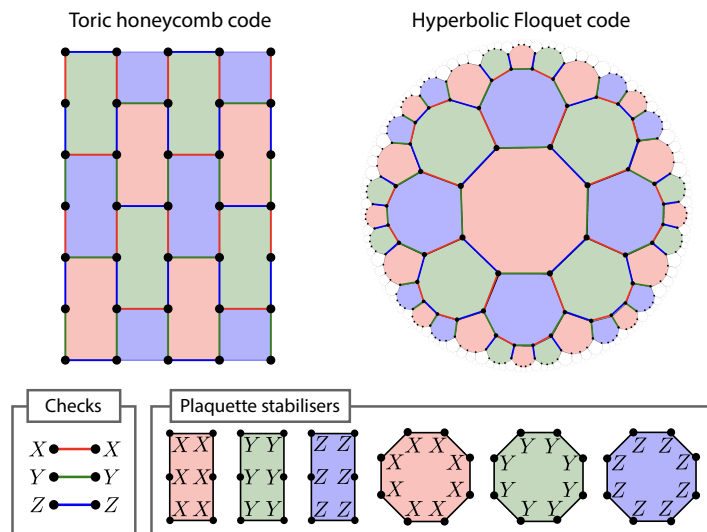 Toric honeycomb code
Hyperbolic Floquet code
Checks
X X
Y Y
Z Z
Plaquette stabilisers
X X
X X
X X
Y Y
Y Y
Y Y
Z Z
Z Z
Z Z
X X
X X
X X
X X
Y Y
Y Y
Y Y
Y Y
Z Z
Z Z
Z Z
Z Z